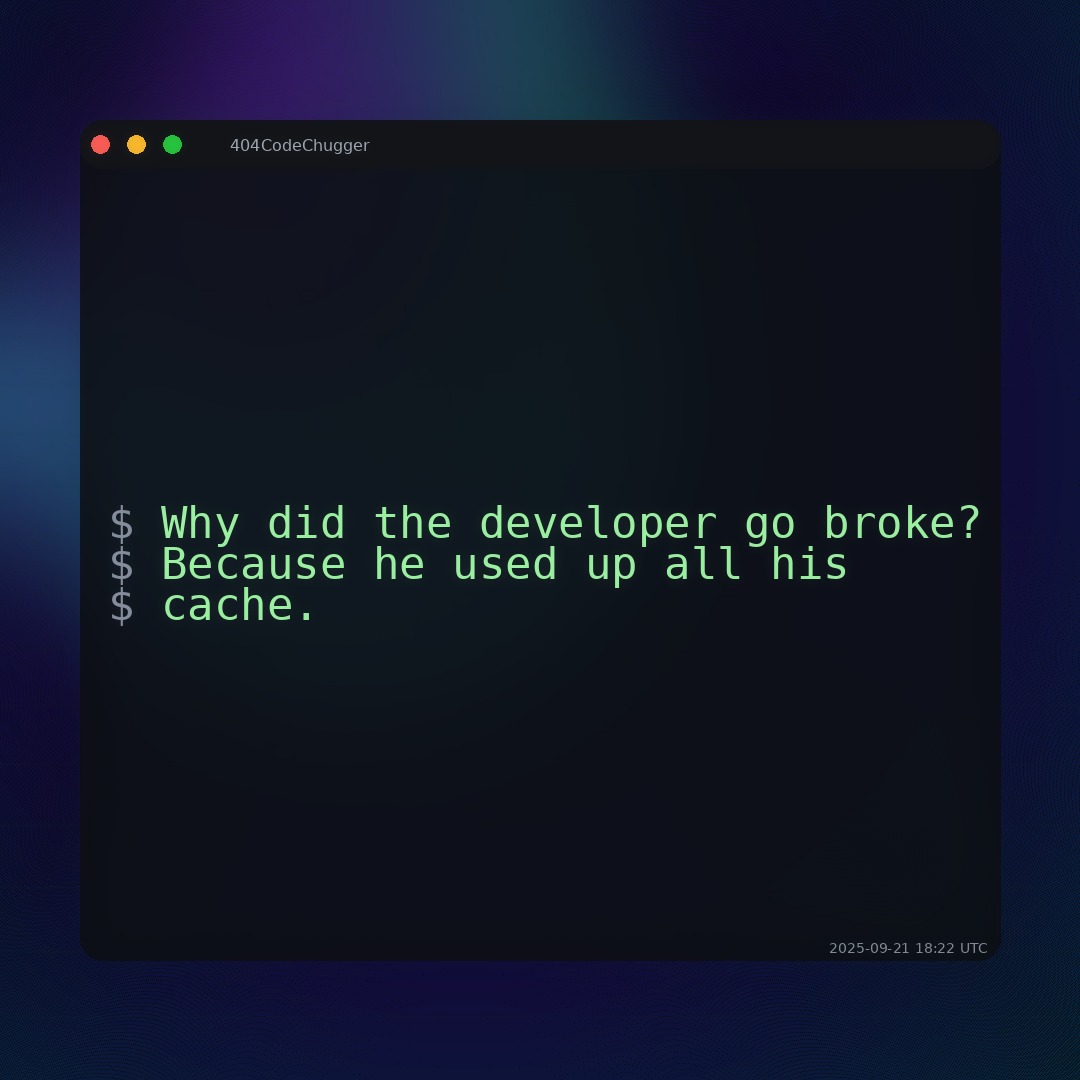 404CodeChugger
$ Why did the developer go broke?
$ Because he used up all his
$ cache.
2025-09-21 18:22 UTC